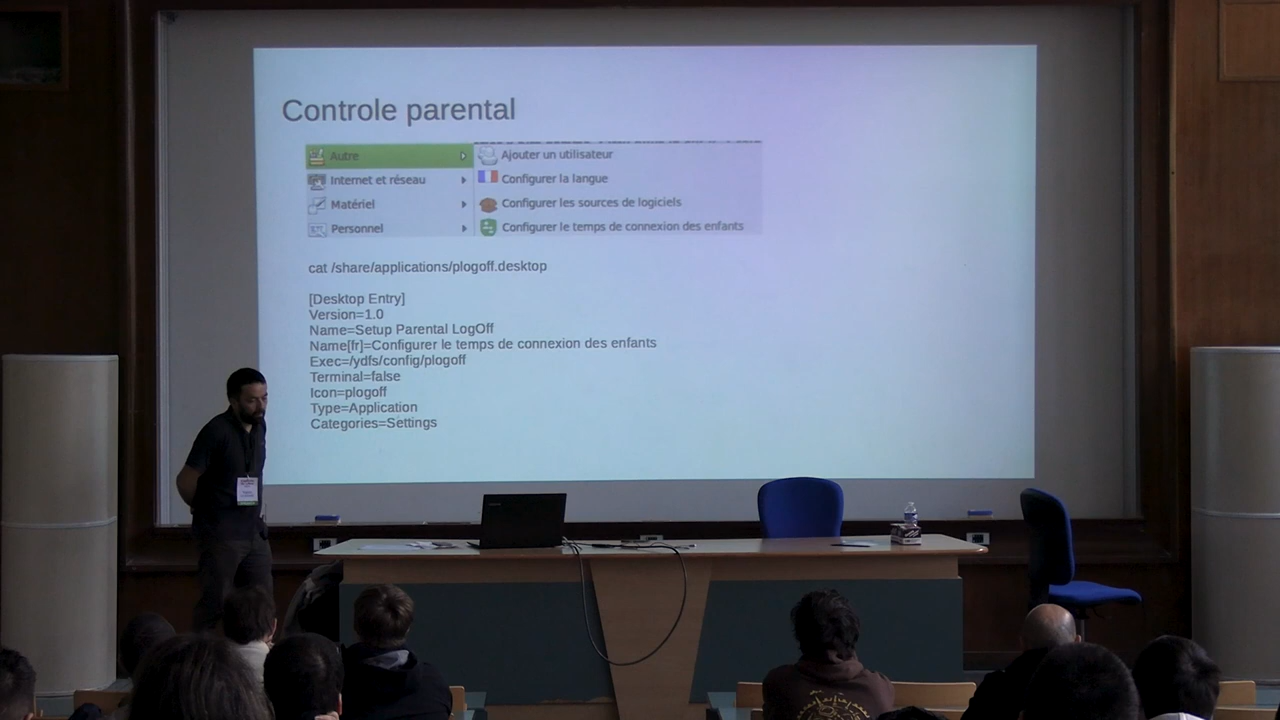 Controle parental
Autre
Internet et réseau
Matériel
Personnel
Ajouter un utilisateur
Configurer la langue
Configurer les sources de logiciels
Configurer le temps de connexion des enfants
cat /share/applications/plogoff.desktop
[Desktop Entry]
Version=1.0
Name=Setup Parental LogOff
Name[fr]=Configurer le temps de connexion des enfants
Exec=/ydfs/config/plogoff
Terminal=false
Icon=plogoff
Type=Application
Categories=Settings